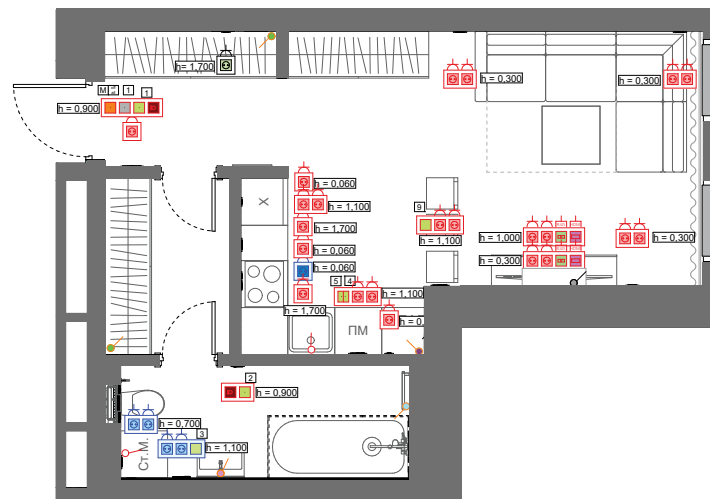 h = 1,700
h = 0,300
h = 0,300
М
1
1
h = 0,900
h = 0,060
h = 1,100
Х
9
h = 1,700
h = 1,100
h = 1,000
h = 0,300
h = 0,060
h = 0,060
h = 0,300
5
4
h = 1,100
h = 1,700
ПМ
2
h = 0,900
h = 0,700
3
h = 1,100
Ст.М.